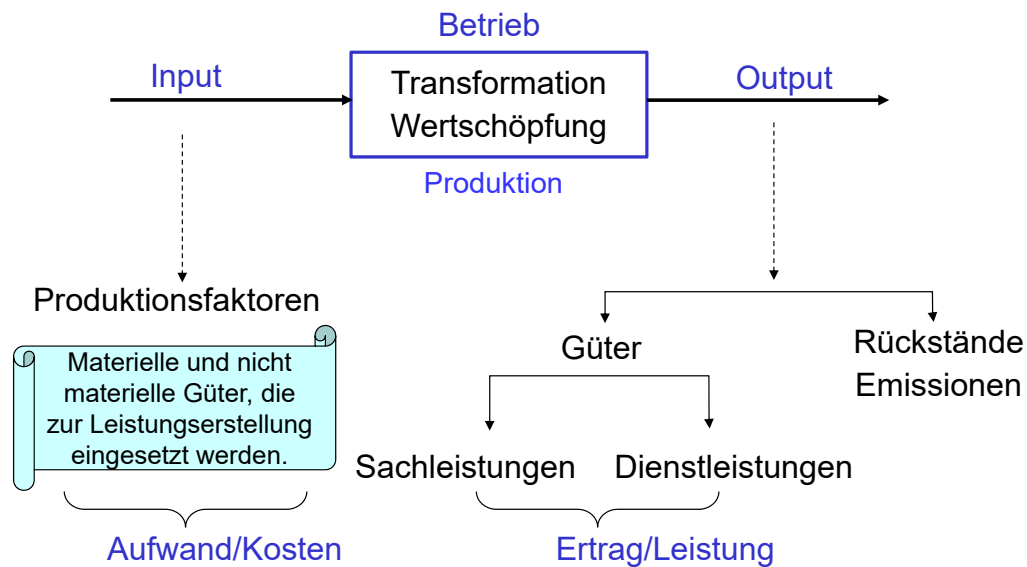 Betrieb
Input
Transformation
Wertschöpfung
Output
Produktion
Produktionsfaktoren
Materielle und nicht
materielle Güter, die
zur Leistungserstellung
eingesetzt werden.
Güter
Rückstände
Emissionen
Sachleistungen
Dienstleistungen
Aufwand/Kosten
Ertrag/Leistung